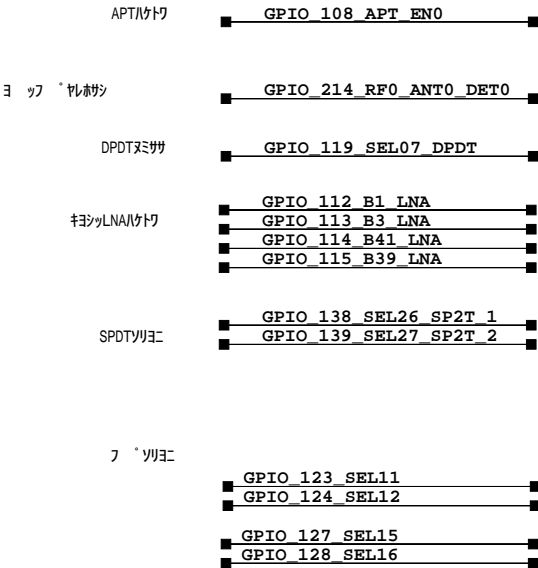 APTﾊｹﾄﾜ
GPIO_108_APT_EN0
ﾖ ｯﾌ ﾟﾔﾚﾎｻｼ
GPIO_214_RF0_ANT0_DET0
DPDTﾇﾐｻｻ
GPIO_119_SEL07_DPDT
GPIO_112_B1_LNA
ｷﾖｼｯLNAﾊｹﾄﾜ
GPIO_113_B3_LNA
GPIO_114_B41_LNA
GPIO_115_B39_LNA
GPIO_138_SEL26_SP2T_1
SPDTｿﾘﾖﾆ
GPIO_139_SEL27_SP2T_2
ﾌ ﾟｿﾘﾖﾆ
GPIO_123_SEL11
GPIO_124_SEL12
GPIO_127_SEL15
GPIO_128_SEL16